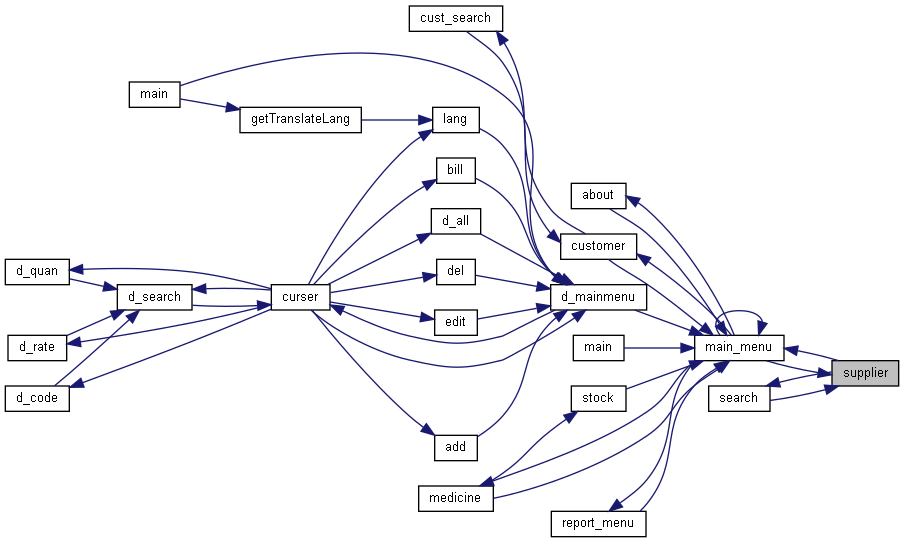 cust_search
main
getTranslateLang
lang
bill
about
d_all
customer
d_quan
del
d_search
curser
d_mainmenu
edit
d_rate
main
main_menu
supplier
d_code
stock
search
add
medicine
report_menu